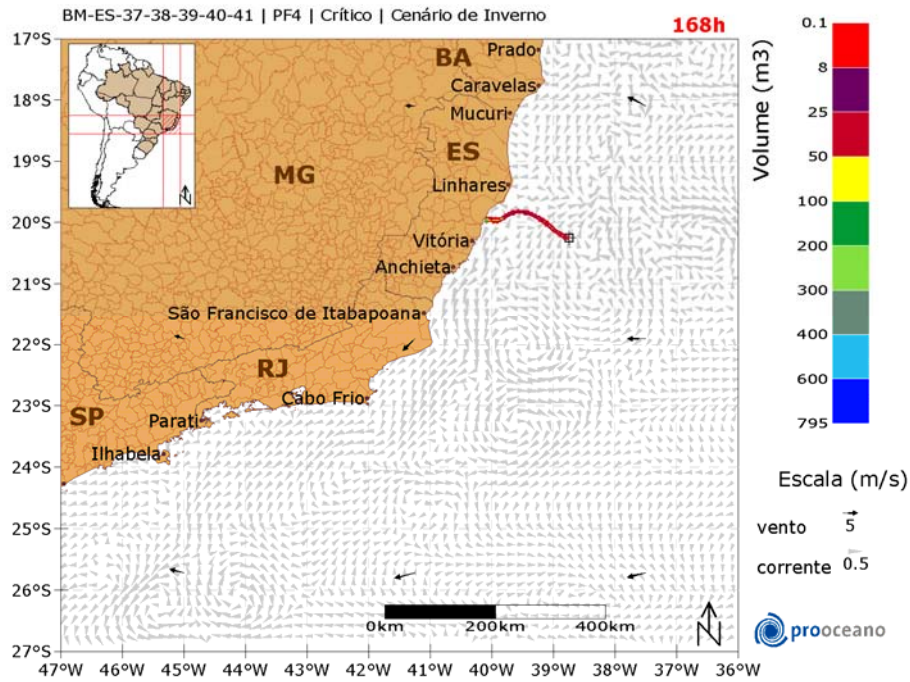 BM-ES-37-38-39-40-41 | PF4 | Crítico | Cenário de Inverno
168h
17°S
18°S
19°S
20°S
21°S
22°S
23°S
24°S
25°S
26°S
27°S
47°W 46°W 45°W 44°W 43°W 42°W 41°W 40°W 39°W 38°W 37°W 36°W
BA
Prado
Caravelas
Mucuri
ES
MG
Linhares
Vitória
Anchieta
São Francisco de Itabapoana
RJ
Cabo Frio
SP
Parati
Ilhabela
N
N
0km 200km 400km
Volume (m3)
0.1
8
25
50
100
200
300
400
600
795
Escala (m/s)
vento 5
corrente 0.5
prooceano